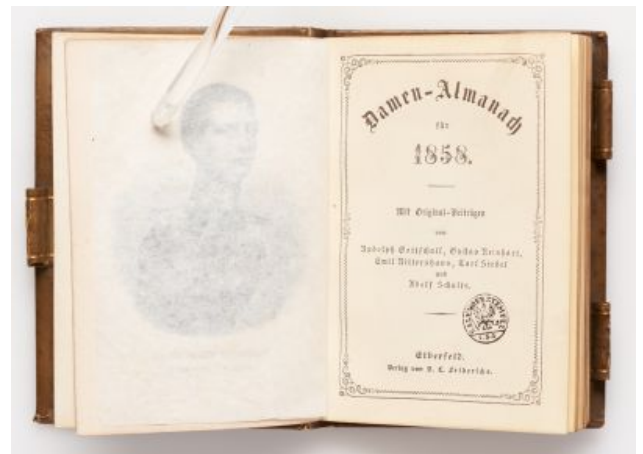 Damen-Almanach
für
1858.
Mit Original-Beiträgen
von
Rudolph Gottschall, Gustav Reinhart,
Emil Rittershaus, Carl Siebel
und
Adolf Schults.
Elberfeld.
Verlag von R. L. Friderichs.